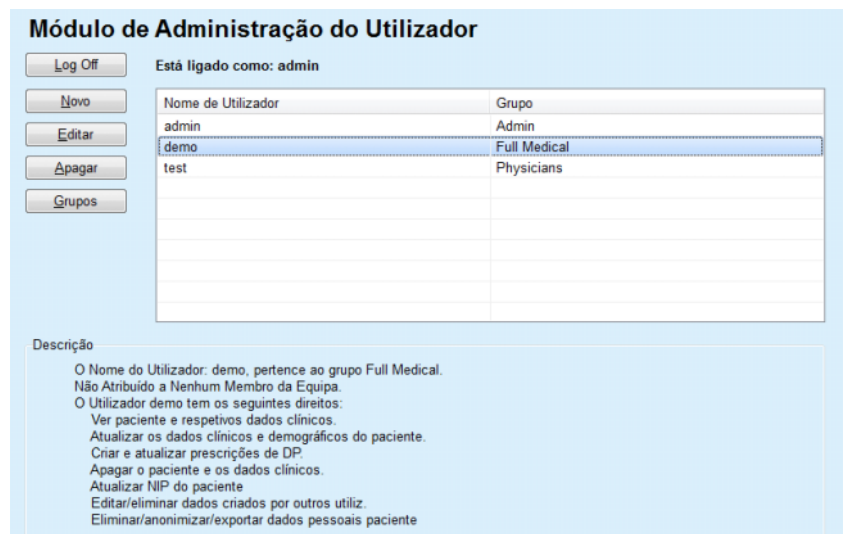 Módulo de Administração do Utilizador
Log Off
Está ligado como: admin
Novo
Editar
Apagar
Grupos
Nome de Utilizador Grupo
admin Admin
demo Full Medical
test Physicians
Descrição
O Nome do Utilizador: demo, pertence ao grupo Full Medical.
Não Atribuído a Nenhum Membro da Equipa.
O Utilizador demo tem os seguintes direitos:
Ver paciente e respetivos dados clínicos.
Atualizar os dados clínicos e demográficos do paciente.
Criar e atualizar prescrições de DP.
Apagar o paciente e os dados clínicos.
Atualizar NIP do paciente
Editar/eliminar dados criados por outros utiliz.
Eliminar/anonimizar/exportar dados pessoais paciente